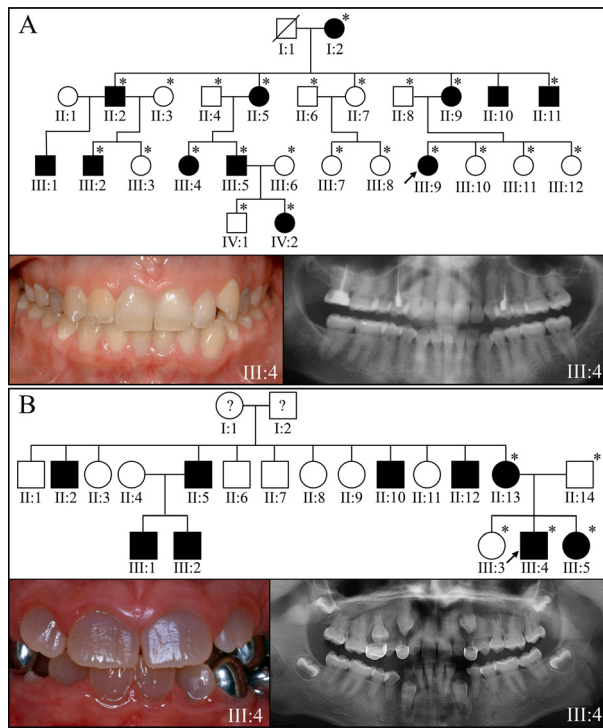 A
I:1 I:2
*
* * * * * * * * *
II:1 II:2 II:3 II:4 II:5 II:6 II:7 II:8 II:9 II:10 II:11
* * * * * * * * * * *
III:1 III:2 III:3 III:4 III:5 III:6 III:7 III:8 III:9 III:10 III:11 III:12
* *
IV:1 IV:2
III:4 III:4
B
? ?
I:1 I:2
* *
II:1 II:2 II:3 II:4 II:5 II:6 II:7 II:8 II:9 II:10 II:11 II:12 II:13 II:14
* * *
III:1 III:2 III:3 III:4 III:5
III:4 III:4